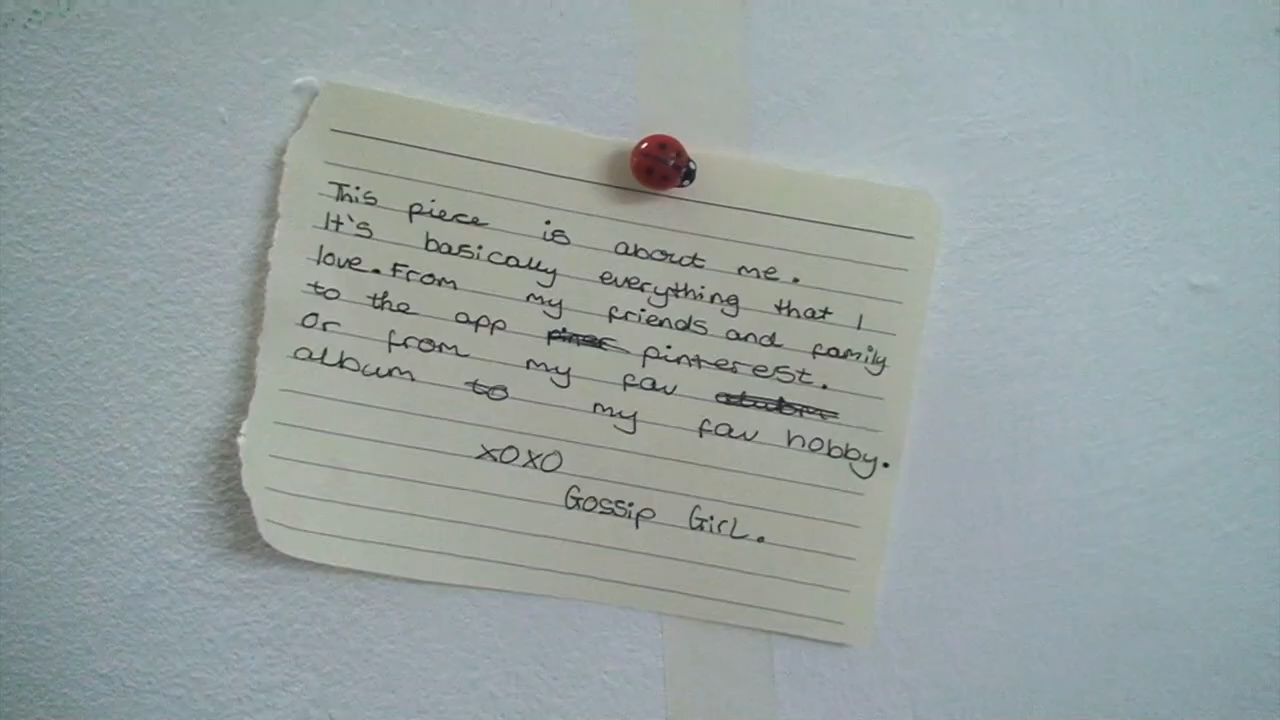 This piece is about me.
It's basically everything that I
love. From my friends and family
to the app pinterest.
Or from my fav
album to my fav hobby.
XOXO
Gossip Girl.